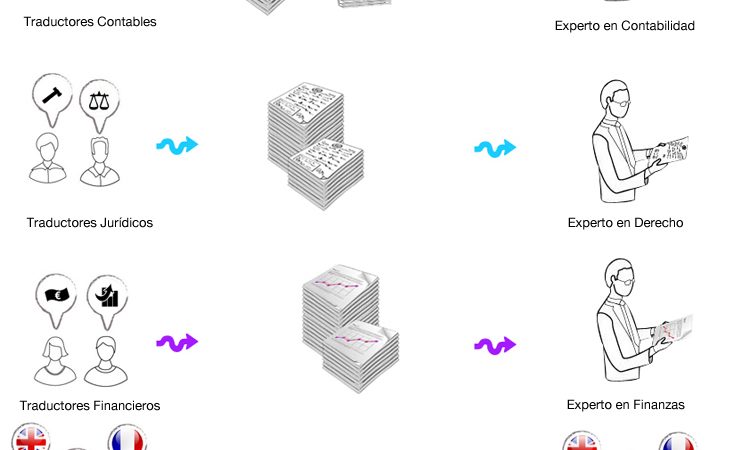 Traductores Contables
Experto en Contabilidad
Traductores Jurídicos
Experto en Derecho
Traductores Financieros
Experto en Finanzas